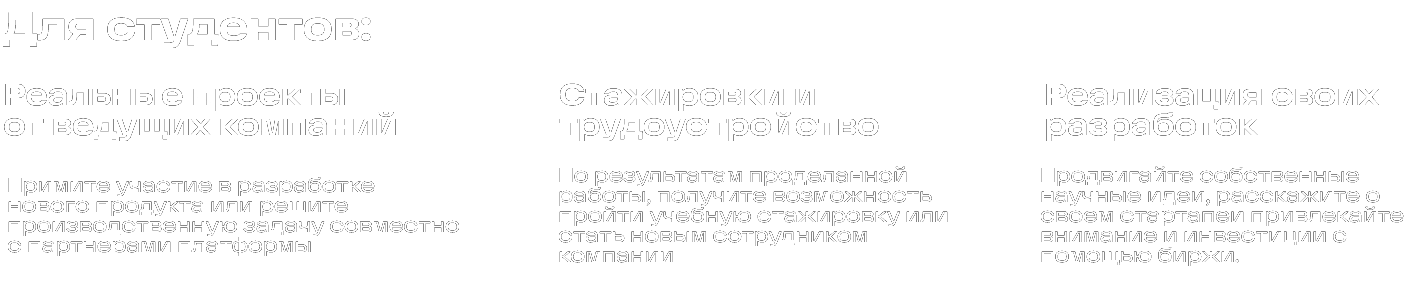 Для студентов:
Реальные проекты
от ведущих компаний
Примите участие в разработке
нового продукта или решите
производственную задачу совместно
с партнерами платформы
Стажировки и
трудоустройство
По результатам проделанной
работы, получите возможность
пройти учебную стажировку или
стать новым сотрудником
компании
Реализация своих
разработок
Продвигайте собственные
научные идеи, расскажите о
своем стартапеи привлекайте
внимание и инвестиции с
помощью биржи.